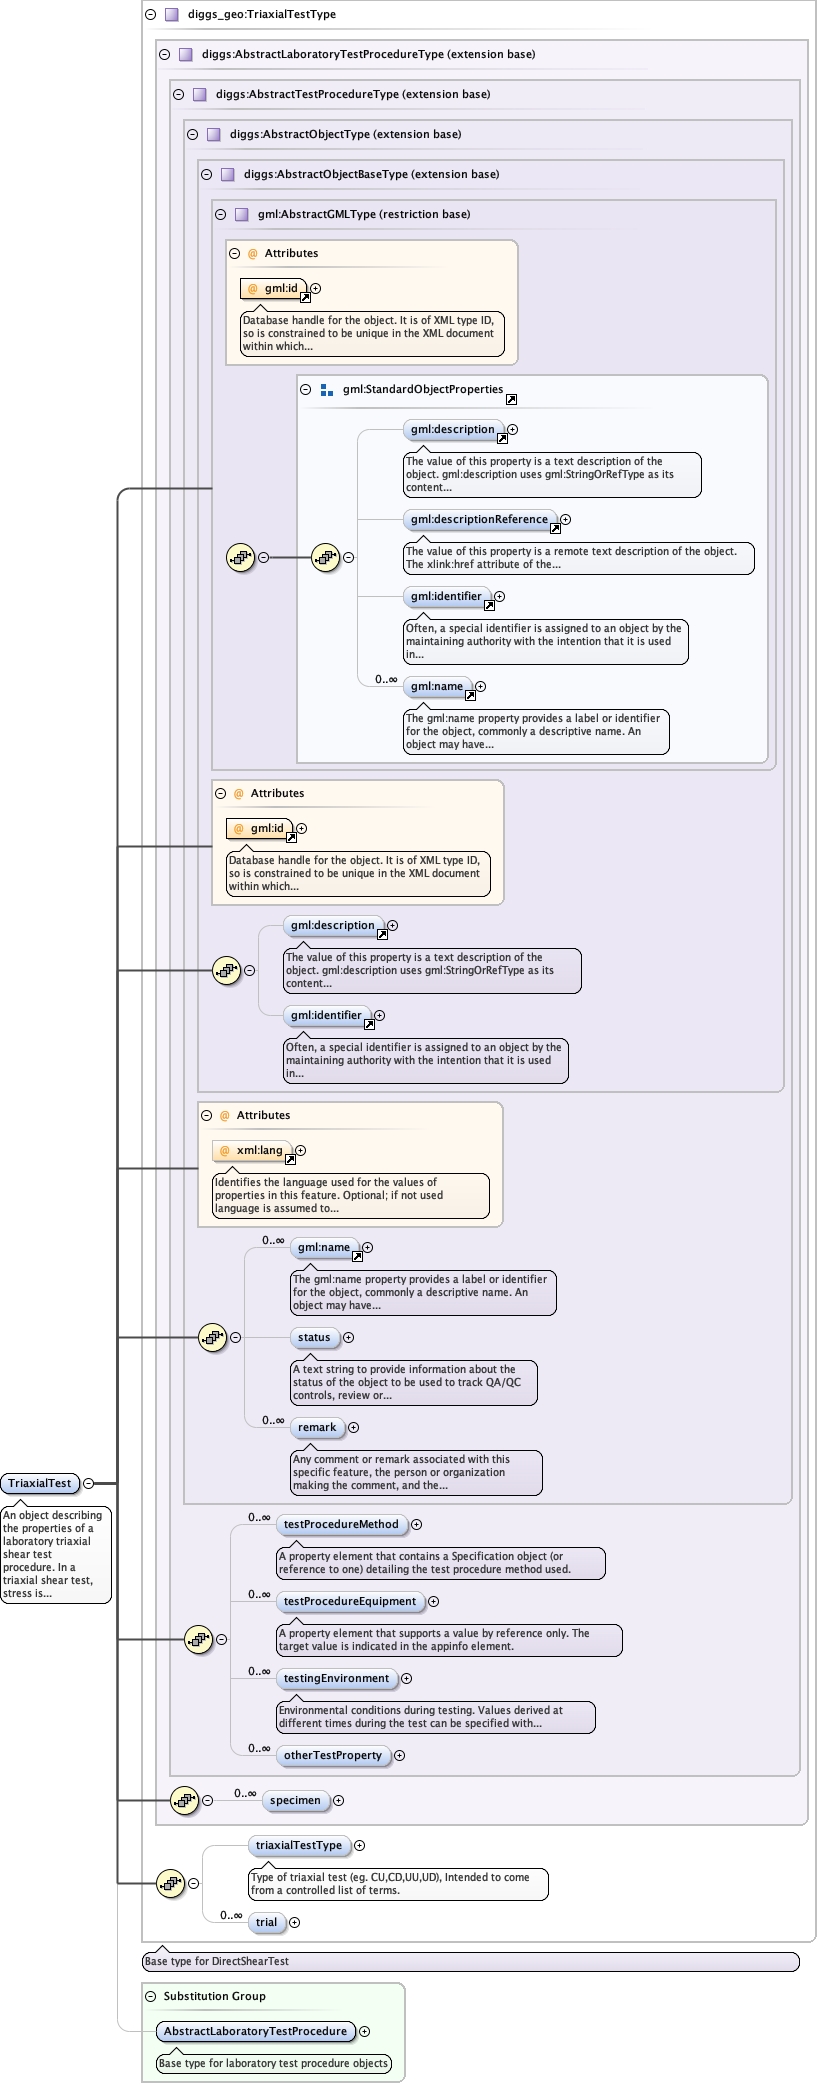 diggs_geo:TriaxialTestType
diggs:AbstractLaboratoryTestProcedureType (extension base)
diggs:AbstractTestProcedureType (extension base)
diggs:AbstractObjectType (extension base)
diggs:AbstractObjectBaseType (extension base)
gml:AbstractGMLType (restriction base)
@ Attributes
@ gml:id
Database handle for the object. It is of XML type ID,
so is constrained to be unique in the XML document
within which...
gml:StandardObjectProperties
gml:description
The value of this property is a text description of the
object. gml:description uses gml:StringOrRefType as its
content...
gml:descriptionReference
The value of this property is a remote text description of the object.
The xlink:href attribute of the...
gml:identifier
Often, a special identifier is assigned to an object by the
maintaining authority with the intention that it is used
in...
0..∞
gml:name
The gml:name property provides a label or identifier
for the object, commonly a descriptive name. An
object may have...
@ Attributes
@ gml:id
Database handle for the object. It is of XML type ID,
so is constrained to be unique in the XML document
within which...
gml:description
The value of this property is a text description of the
object. gml:description uses gml:StringOrRefType as its
content...
gml:identifier
Often, a special identifier is assigned to an object by the
maintaining authority with the intention that it is used
in...
@ Attributes
@ xml:lang
Identifies the language used for the values of
properties in this feature. Optional; if not used
language is assumed to...
0..∞
gml:name
The gml:name property provides a label or identifier
for the object, commonly a descriptive name. An
object may have...
status
A text string to provide information about the
status of the object to be used to track QA/QC
controls, review or...
0..∞
remark
Any comment or remark associated with this
specific feature, the person or organization
making the comment, and the...
TriaxialTest
An object describing
the properties of a
laboratory triaxial
shear test
procedure. In a
triaxial shear test,
stress is...
0..∞
testProcedureMethod
A property element that contains a Specification object (or
reference to one) detailing the test procedure method used.
0..∞
testProcedureEquipment
A property element that supports a value by reference only. The
target value is indicated in the appinfo element.
0..∞
testingEnvironment
Environmental conditions during testing. Values derived at
different times during the test can be specified with...
0..∞
otherTestProperty
0..∞
specimen
triaxialTestType
Type of triaxial test (eg. CU,CD,UU,UD), Intended to come
from a controlled list of terms.
0..∞
trial
Base type for DirectShearTest
Substitution Group
AbstractLaboratoryTestProcedure
Base type for laboratory test procedure objects